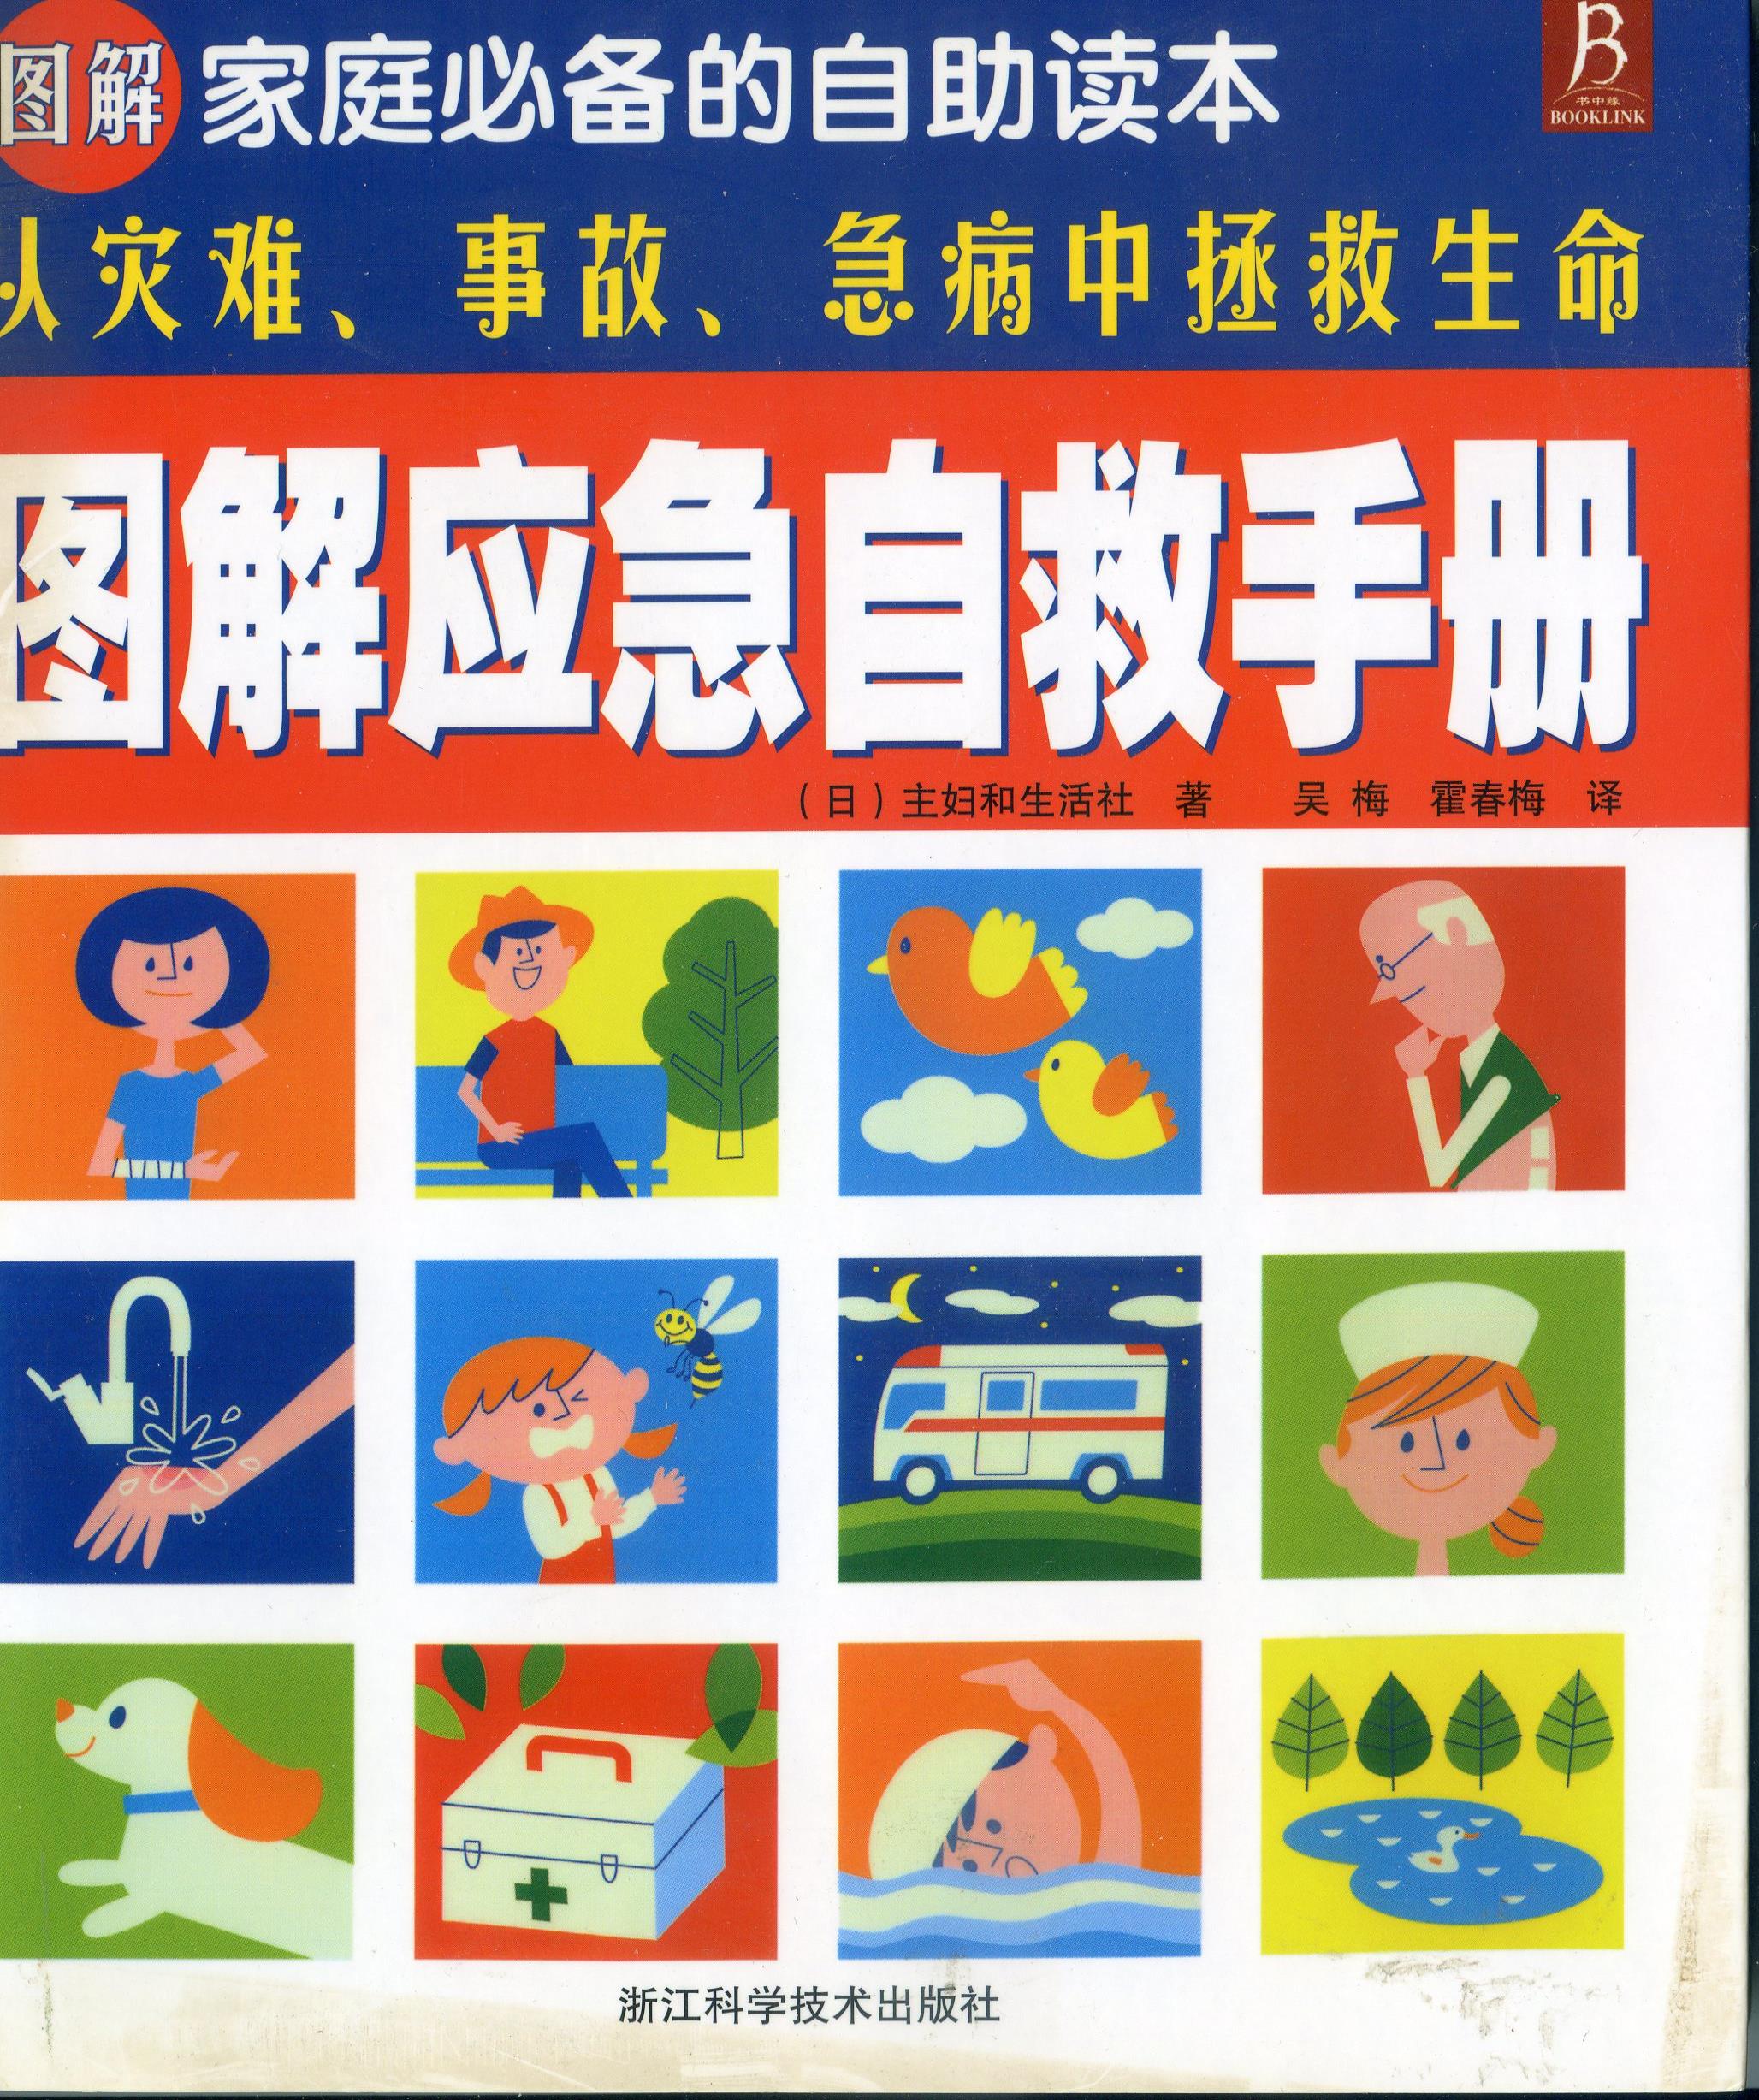 图解 家庭必备的自助读本
书中缘
BOOKLINK
从灾难、事故、急病中拯救生命
图解应急自救手册
(日)主妇和生活社 著 吴 梅 霍春梅 译
浙江科学技术出版社